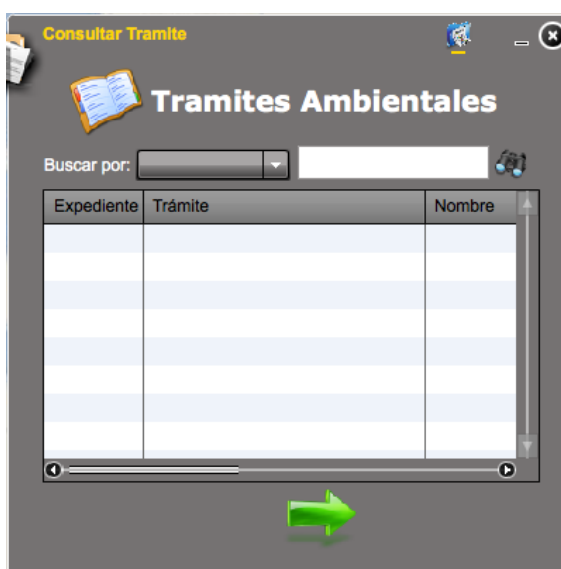 Consultar Tramite
Tramites Ambientales
Buscar por:
Expediente Trámite Nombre